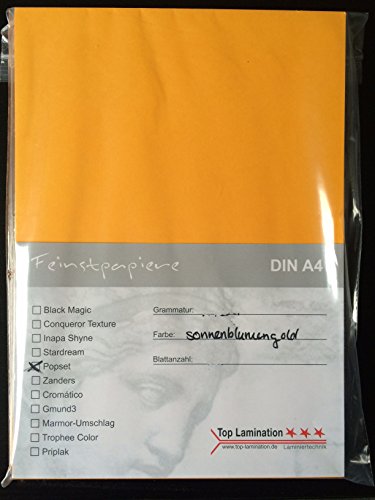 Feinstpapiere DIN A4
Black Magic
Conqueror Texture
Inapa Shyne
Stardream
Popset
Zanders
Cromático
Gmund3
Marmor-Umschlag
Trophee Color
Priplak
Grammatur:
Farbe: sonnenblumengold
Blattanzahl:
Top Lamination
www.top-lamination.de Laminiertechnik